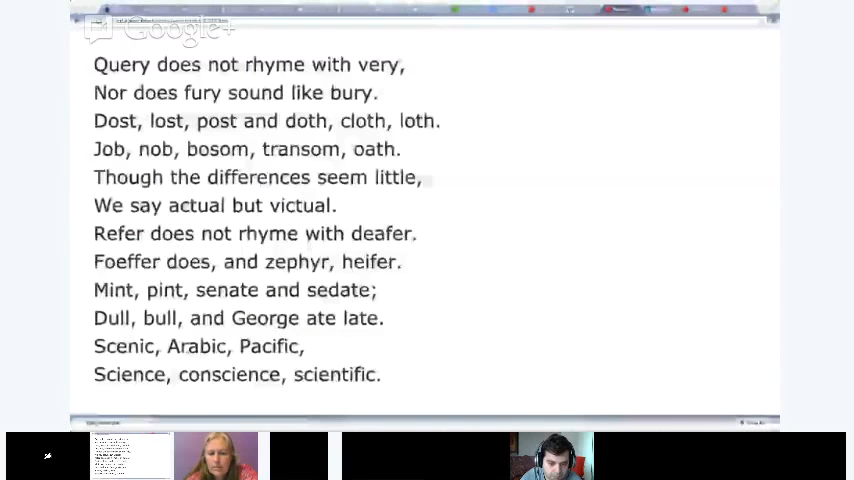 Google+
Query does not rhyme with very,
Nor does fury sound like bury.
Dost, lost, post and doth, cloth, loth.
Job, nob, bosom, transom, oath.
Though the differences seem little,
We say actual but victual.
Refer does not rhyme with deafer.
Foeffer does, and zephyr, heifer.
Mint, pint, senate and sedate;
Dull, bull, and George ate late.
Scenic, Arabic, Pacific,
Science, conscience, scientific.